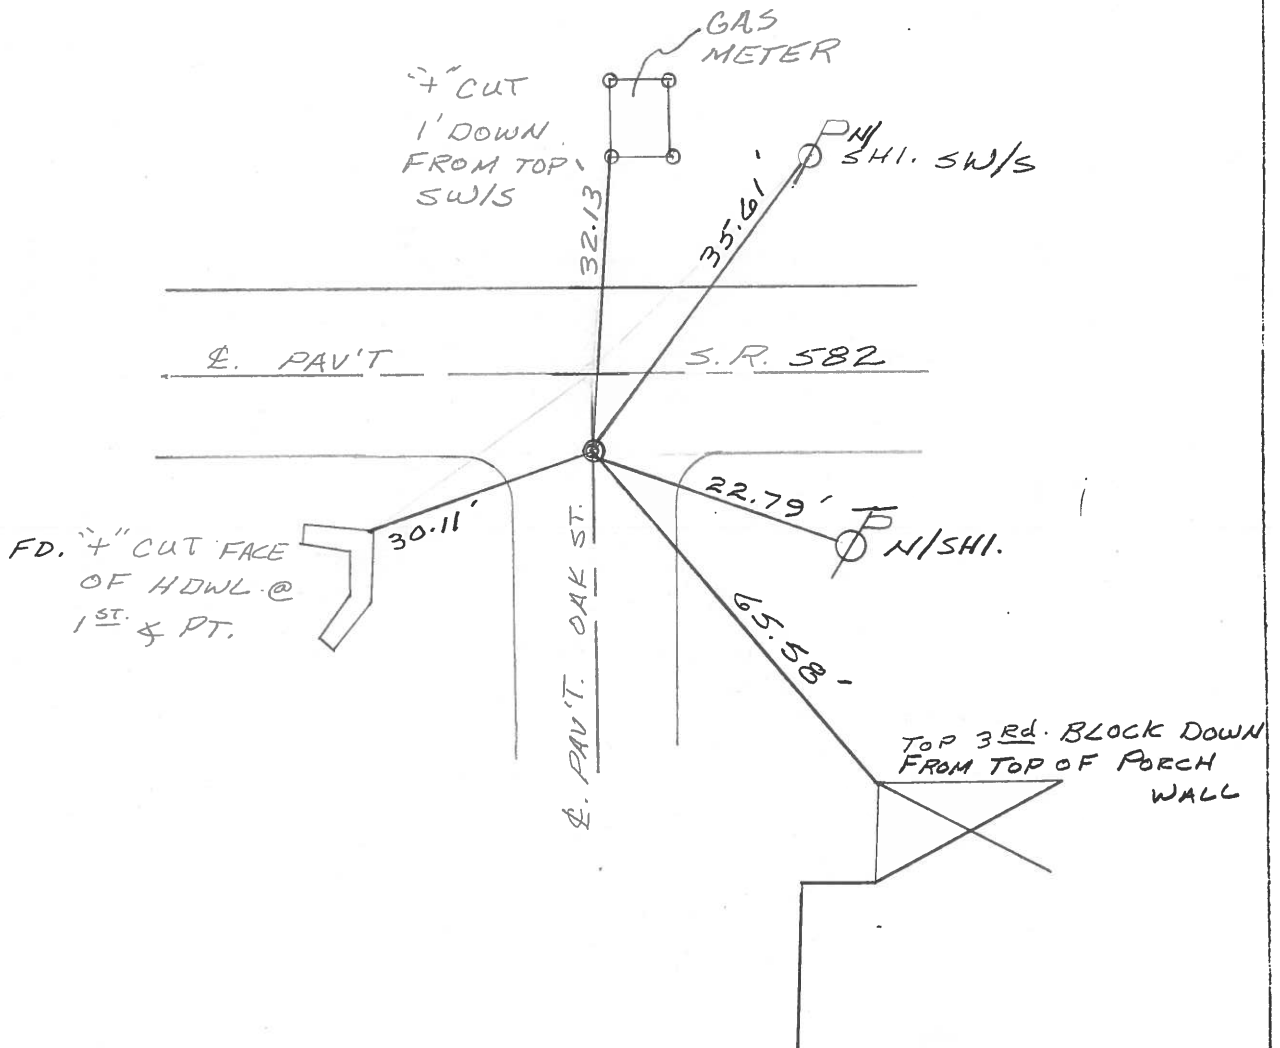 GAS
METER
"+" CUT
1' DOWN
FROM TOP
SW/S
32.13'
35.61'
P N/
SHI. SW/S
℄. PAV'T
S.R. 582
30.11'
22.79'
FD. "+" CUT FACE
OF HDWL @
1ST. ∡ PT.
P
N/SHI.
65.58'
℄. PAV'T. OAK ST.
TOP 3Rd. BLOCK DOWN
FROM TOP OF PORCH
WALL